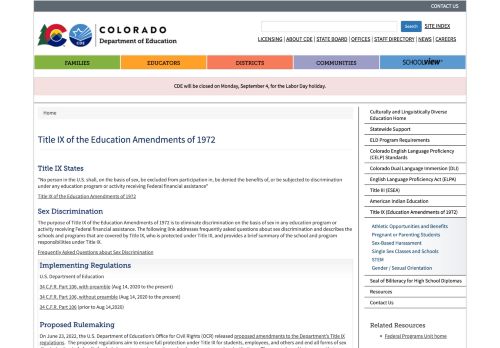 CONTACT US
COLORADO
Department of Education
CDE
Search
SITE INDEX
LICENSING | ABOUT CDE | STATE BOARD | OFFICES | STAFF DIRECTORY | NEWS | CAREERS
FAMILIES
EDUCATORS
DISTRICTS
COMMUNITIES
SCHOOLVIEW
CDE will be closed on Monday, September 4, for the Labor Day holiday.
Home
Title IX of the Education Amendments of 1972
Title IX States
"No person in the U.S. shall, on the basis of sex, be excluded from participation in, be denied the benefits of, or be subjected to discrimination
under any education program or activity receiving Federal financial assistance"
Title IX of the Education Amendments of 1972
Sex Discrimination
The purpose of Title IX of the Education Amendments of 1972 is to eliminate discrimination on the basis of sex in any education program or
activity receiving Federal financial assistance. The following link addresses frequently asked questions about sex discrimination and describes the
schools and programs that are covered by Title IX, who is protected under Title IX, and provides a brief summary of the school and program
responsibilities under Title IX.
Frequently Asked Questions about Sex Discrimination
Implementing Regulations
U.S. Department of Education
34 C.F.R. Part 106, with preamble (Aug 14, 2020 to the present)
34 C.F.R. Part 106, without preamble (Aug 14, 2020 to the present)
34 C.F.R. Part 106 (prior to Aug 14,2020)
Proposed Rulemaking
On June 23, 2022, the U.S. Department of Education's Office for Civil Rights (OCR) released proposed amendments to the Department's Title IX
regulations. The proposed regulations aim to ensure full protection under Title IX for students, employees, and others end all forms of sex
Culturally and Linguistically Diverse
Education Home
Statewide Support
ELD Program Requirements
Colorado English Language Proficiency
(CELP) Standards
Colorado Dual Language Immersion (DLI)
English Language Proficiency Act (ELPA)
Title III (ESEA)
American Indian Education
Title IX (Education Amendments of 1972)
Athletic Opportunities and Benefits
Pregnant or Parenting Students
Sex-Based Harassment
Single Sex Classes and Schools
STEM
Gender / Sexual Orientation
Seal of Biliteracy for High School Diplomas
Resources
Contact Us
Related Resources
Federal Programs Unit home